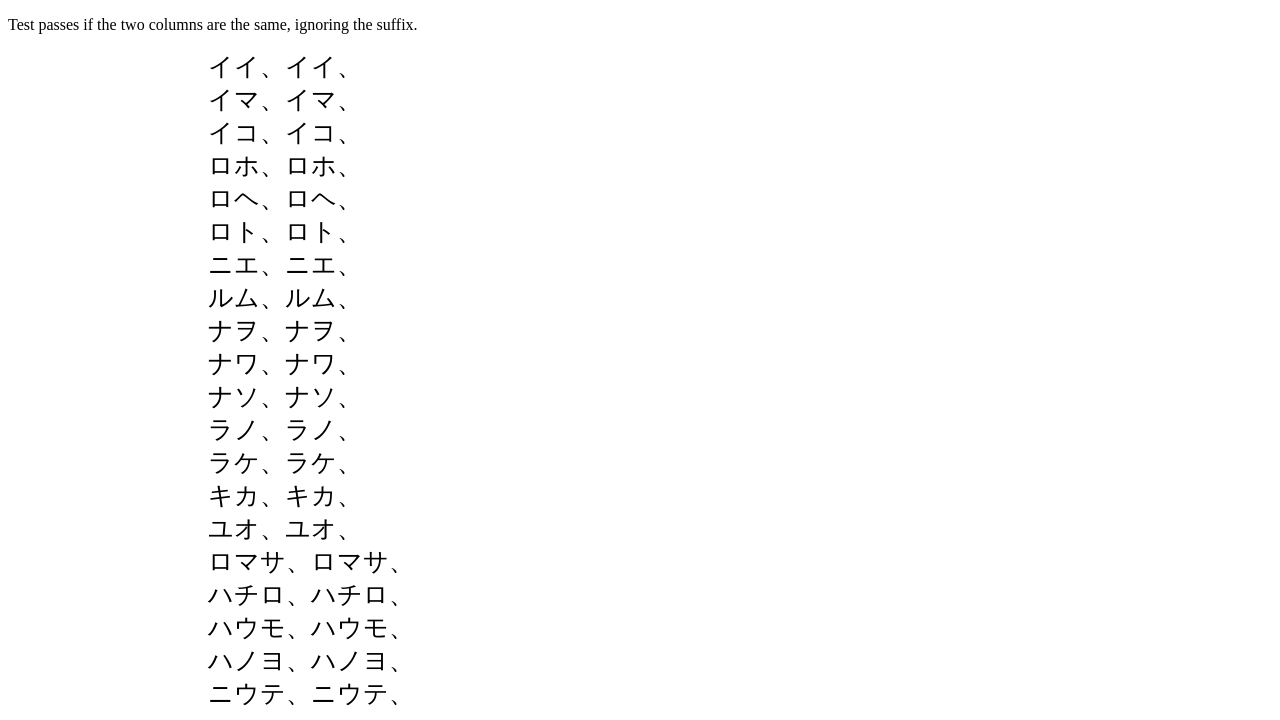 Test passes if the two columns are the same, ignoring the suffix.
イイ、イイ、
イマ、イマ、
イコ、イコ、
ロホ、ロホ、
ロヘ、ロヘ、
ロト、ロト、
ニエ、ニエ、
ルム、ルム、
ナヲ、ナヲ、
ナワ、ナワ、
ナソ、ナソ、
ラノ、ラノ、
ラケ、ラケ、
キカ、キカ、
ユオ、ユオ、
ロマサ、ロマサ、
ハチロ、ハチロ、
ハウモ、ハウモ、
ハノヨ、ハノヨ、
ニウテ、ニウテ、